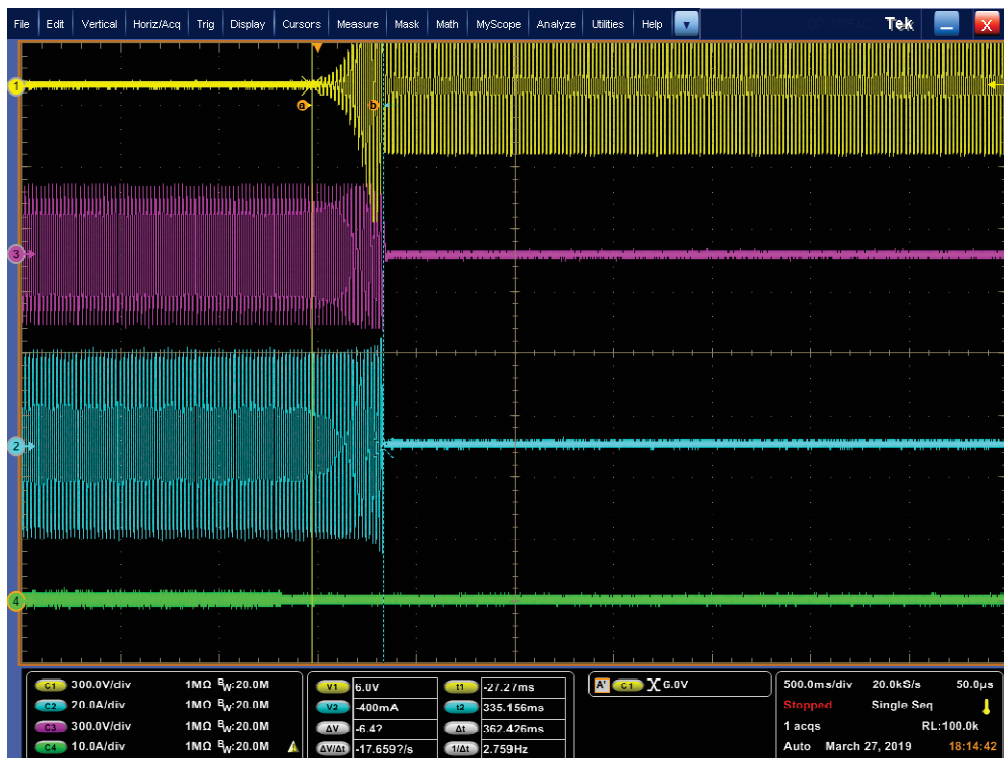 File Edit Vertical Horiz/Acq Trig Display Cursors Measure Mask Math MyScope Analyze Utilities Help Tek X
1
a b
3
2
4
C1 300.0V/div 1MΩ BW:20.0M
C2 20.0A/div 1MΩ BW:20.0M
C3 300.0V/div 1MΩ BW:20.0M
C4 10.0A/div 1MΩ BW:20.0M
V1 6.0V t1 -27.27ms
V2 -400mA t2 335.156ms
ΔV -6.4? Δt 362.426ms
ΔV/Δt -17.659?/s 1/Δt 2.759Hz
A' C1 6.0V
500.0ms/div 20.0kS/s 50.0µs
Stopped Single Seq
1 acqs RL:100.0k
Auto March 27, 2019 18:14:42